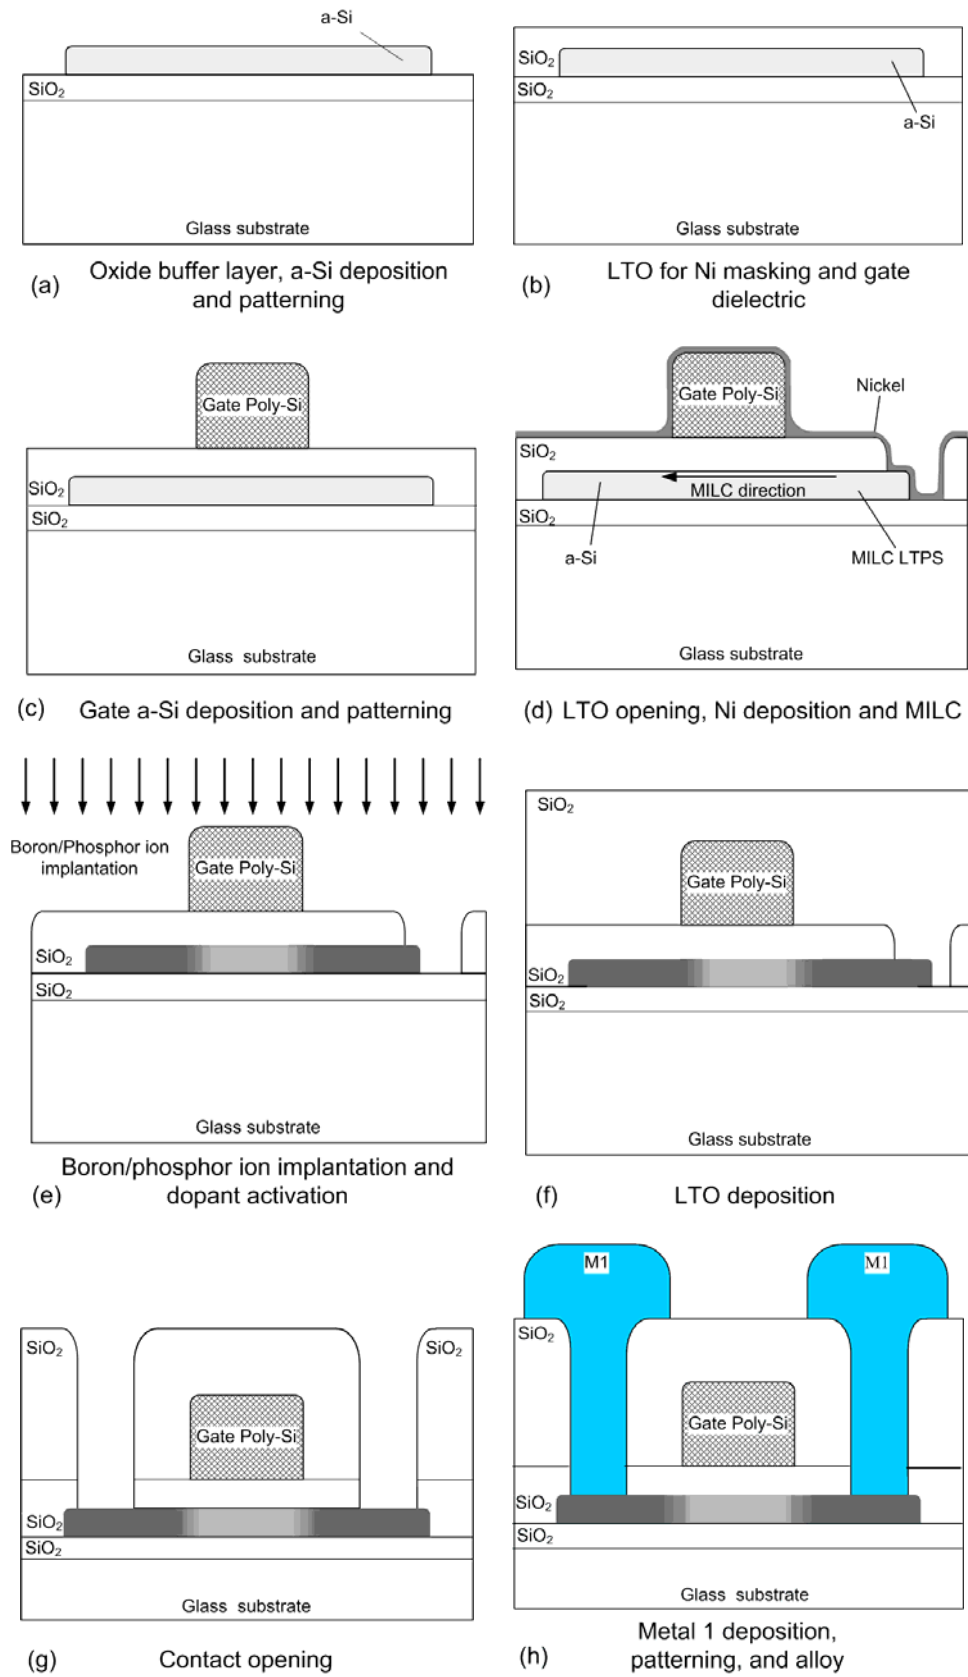 a-Si
SiO2
Glass substrate
(a) Oxide buffer layer, a-Si deposition
and patterning
SiO2
SiO2
a-Si
Glass substrate
(b) LTO for Ni masking and gate
dielectric
Gate Poly-Si
SiO2
SiO2
Glass substrate
(c) Gate a-Si deposition and patterning
Gate Poly-Si
Nickel
SiO2
MILC direction
SiO2
a-Si
MILC LTPS
Glass substrate
(d) LTO opening, Ni deposition and MILC
Boron/Phosphor ion
implantation
Gate Poly-Si
SiO2
SiO2
Glass substrate
(e) Boron/phosphor ion implantation and
dopant activation
SiO2
Gate Poly-Si
SiO2
SiO2
Glass substrate
(f) LTO deposition
SiO2
SiO2
Gate Poly-Si
SiO2
SiO2
Glass substrate
(g) Contact opening
M1
M1
SiO2
SiO2
Gate Poly-Si
SiO2
SiO2
Glass substrate
(h) Metal 1 deposition,
patterning, and alloy